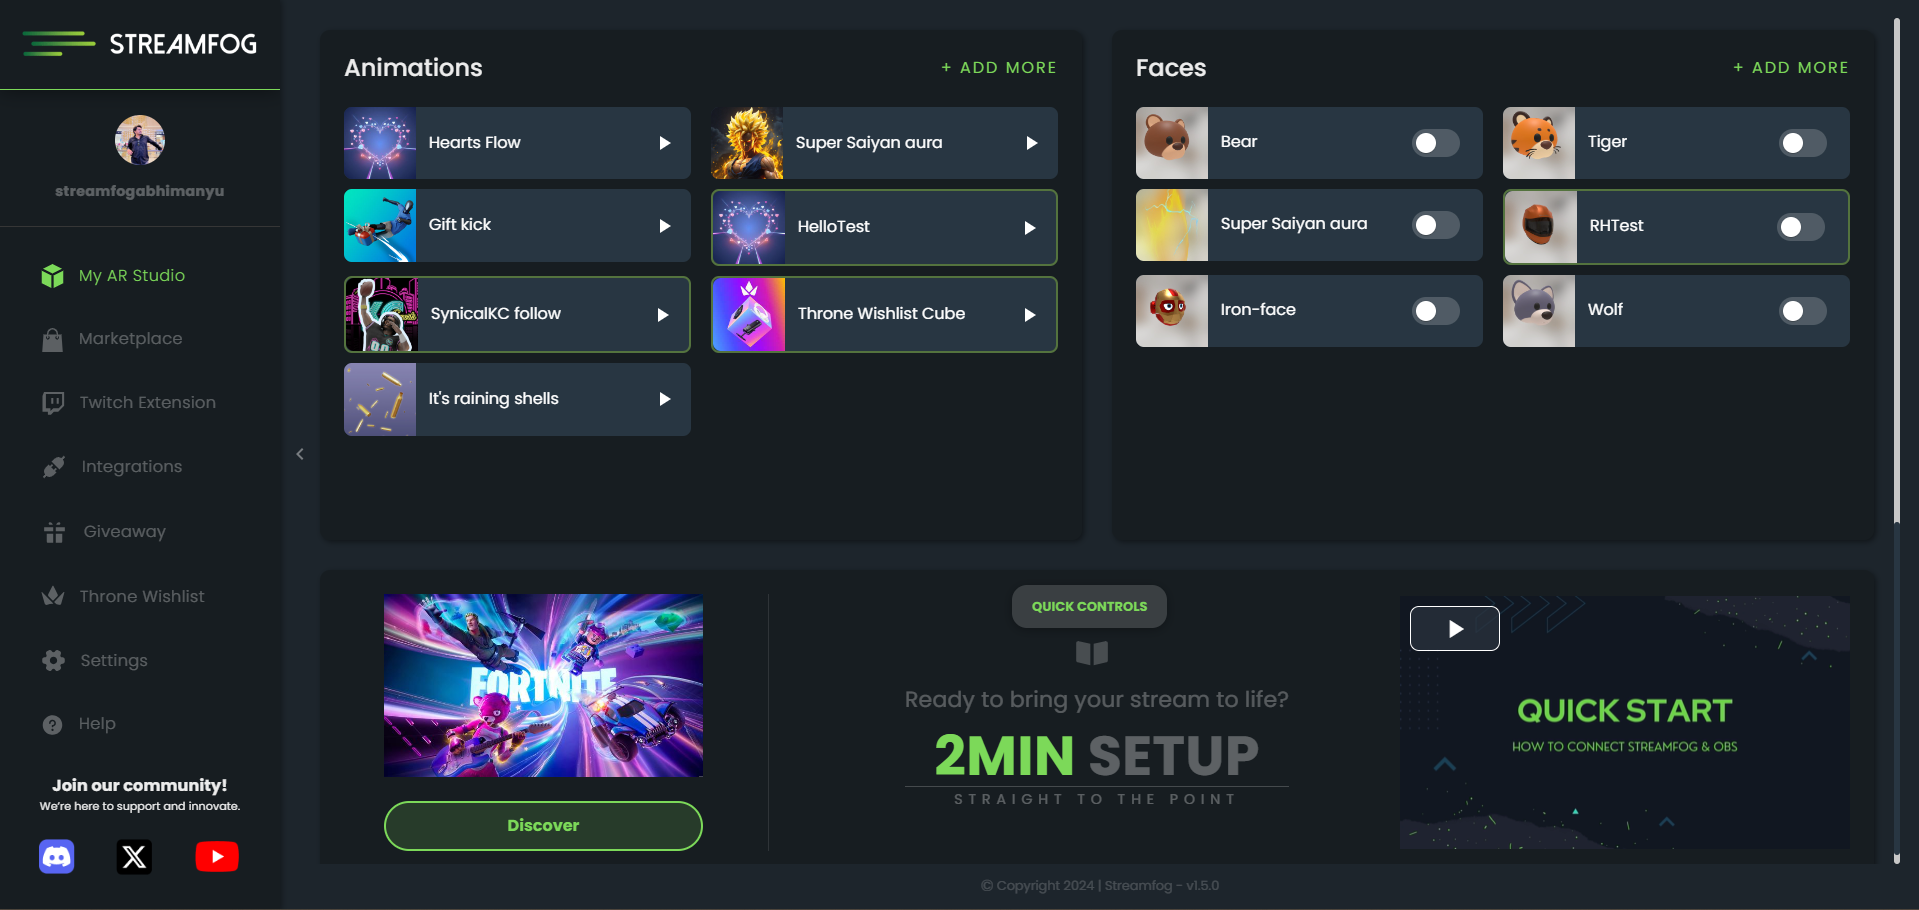 STREAMFOG
streamfogabhimanyu
My AR Studio
Marketplace
Twitch Extension
Integrations
Giveaway
Throne Wishlist
Settings
Help
Join our community!
We're here to support and innovate.
Animations
+ ADD MORE
Hearts Flow
Super Saiyan aura
Gift kick
HelloTest
SynicalKC follow
Throne Wishlist Cube
It's raining shells
Faces
+ ADD MORE
Bear
Tiger
Super Saiyan aura
RHTest
Iron-face
Wolf
FORTNITE
Discover
QUICK CONTROLS
Ready to bring your stream to life?
2MIN SETUP
STRAIGHT TO THE POINT
QUICK START
HOW TO CONNECT STREAMFOG & OBS
© Copyright 2024 | Streamfog - v1.5.0